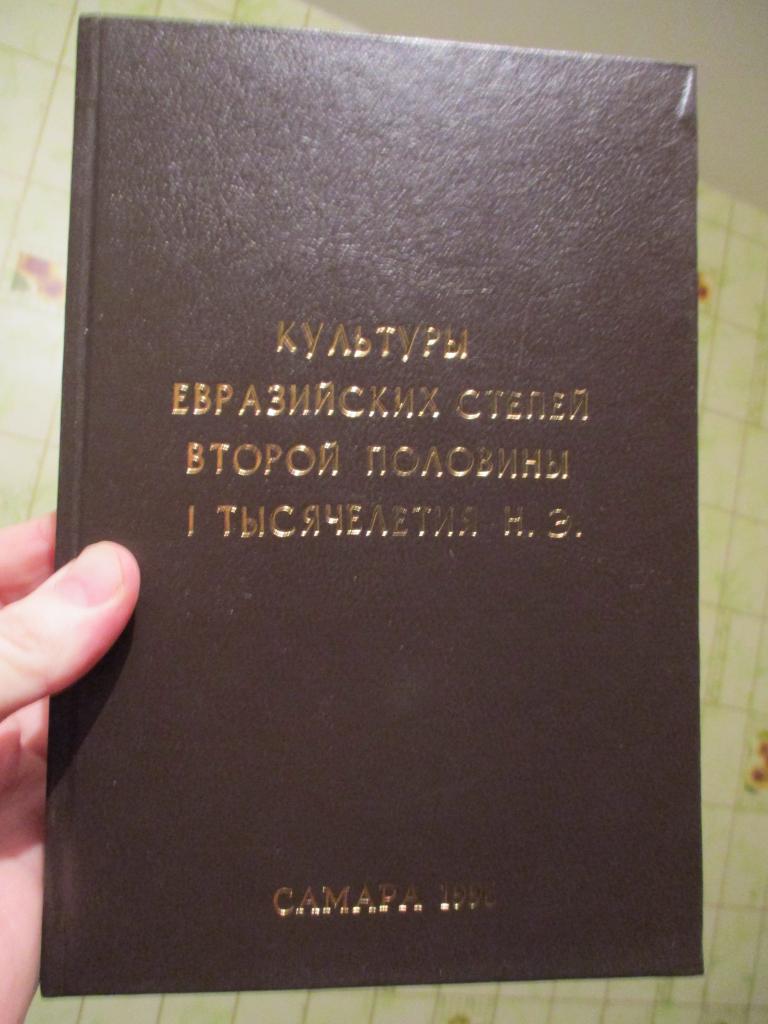 КУЛЬТУРЫ
ЕВРАЗИЙСКИХ СТЕПЕЙ
ВТОРОЙ ПОЛОВИНЫ
I ТЫСЯЧЕЛЕТИЯ Н. Э.
САМАРА